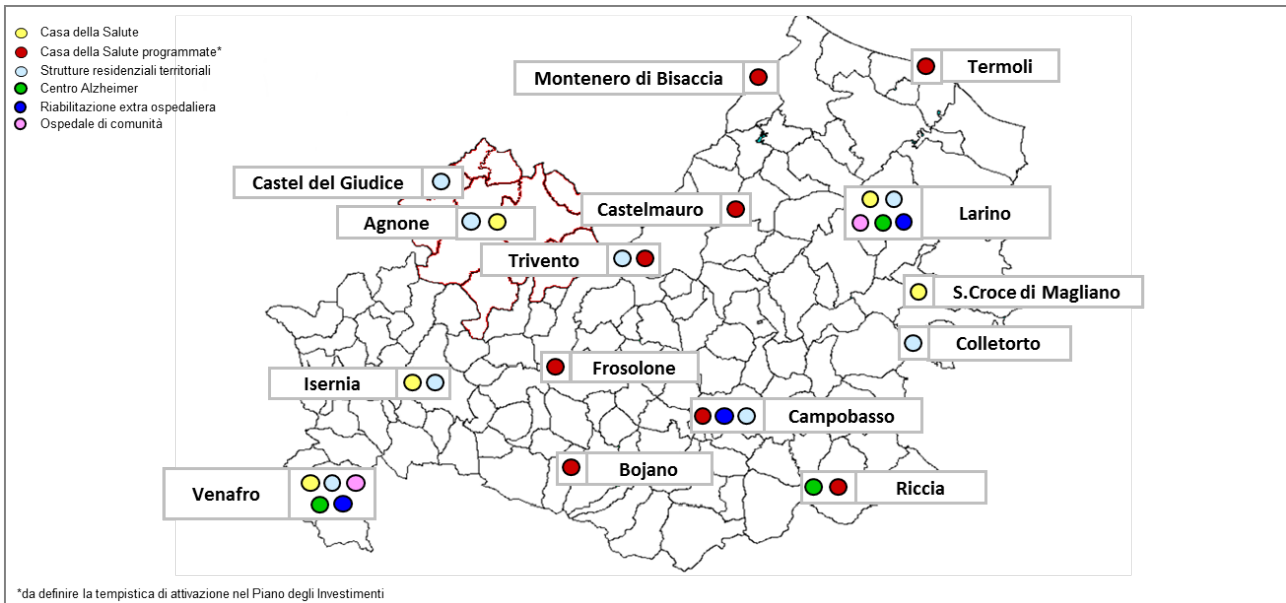 Casa della Salute
Casa della Salute programmate*
Strutture residenziali territoriali
Centro Alzheimer
Riabilitazione extra ospedaliera
Ospedale di comunità
Montenero di Bisaccia
Termoli
Castel del Giudice
Agnone
Castelmauro
Larino
Trivento
S.Croce di Magliano
Colletorto
Frosolone
Isernia
Campobasso
Bojano
Venafro
Riccia
*da definire la tempistica di attivazione nel Piano degli Investimenti